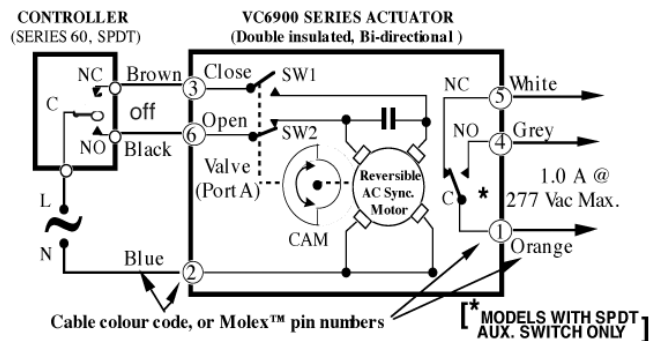 CONTROLLER
(SERIES 60, SPDT)
VC6900 SERIES ACTUATOR
(Double insulated, Bi-directional )
NC
Brown
3
Close
SW1
C
off
NO
Black
6
Open
SW2
Valve
(Port A)
CAM
Reversible
AC Sync.
Motor
NC
5
White
NO
4
Grey
C
*
1.0 A @
277 Vac Max.
1
Orange
L
N
Blue
2
Cable colour code, or Molex™ pin numbers
[* MODELS WITH SPDT
AUX. SWITCH ONLY ]